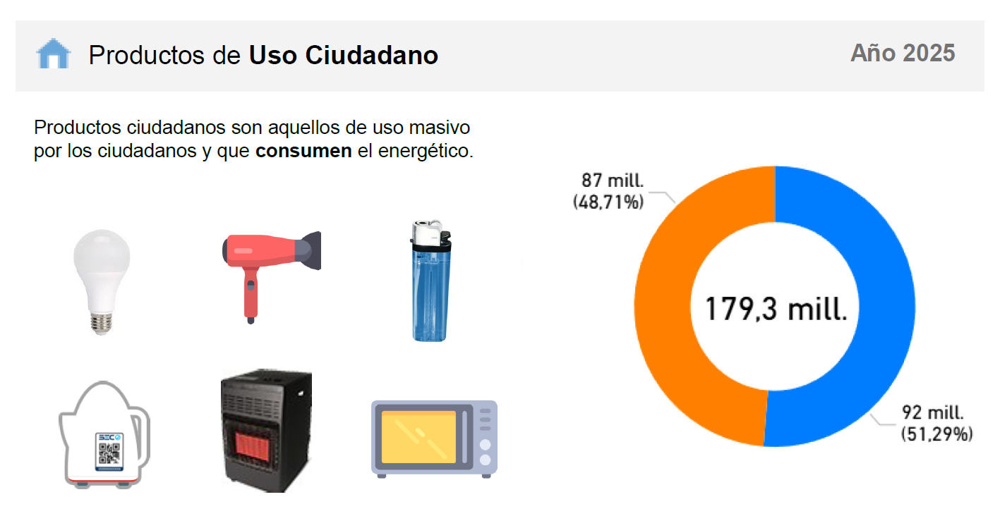 Productos de Uso Ciudadano
Año 2025
Productos ciudadanos son aquellos de uso masivo
por los ciudadanos y que consumen el energético.
87 mill.
(48,71%)
179,3 mill.
92 mill.
(51,29%)
SEC